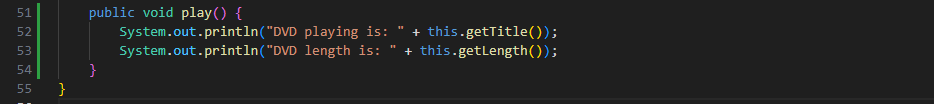 51 public void play() {
52 System.out.println("DVD playing is: " + this.getTitle());
53 System.out.println("DVD length is: " + this.getLength());
54 }
55 }